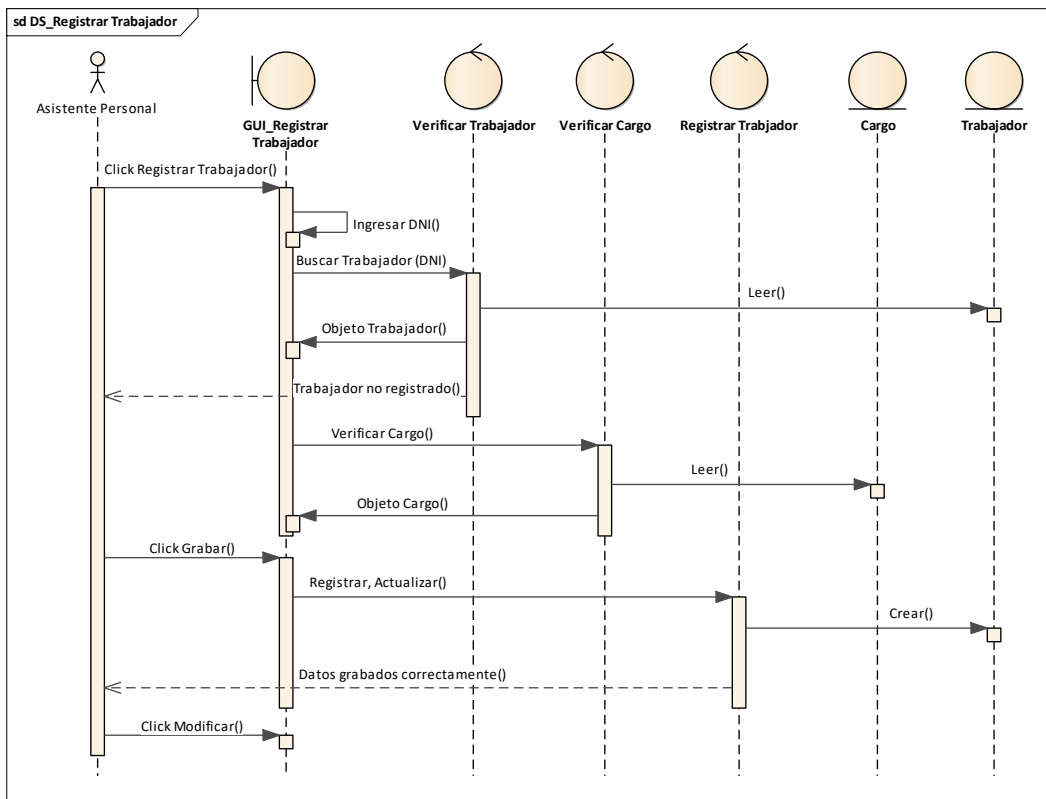 sd DS_Registrar Trabajador
Asistente Personal
GUI_Registrar
Trabajador
Verificar Trabajador
Verificar Cargo
Registrar Trbjador
Cargo
Trabajador
Click Registrar Trabajador()
Ingresar DNI()
Buscar Trabajador (DNI)
Leer()
Objeto Trabajador()
Trabajador no registrado()
Verificar Cargo()
Leer()
Objeto Cargo()
Click Grabar()
Registrar, Actualizar()
Crear()
Datos grabados correctamente()
Click Modificar()